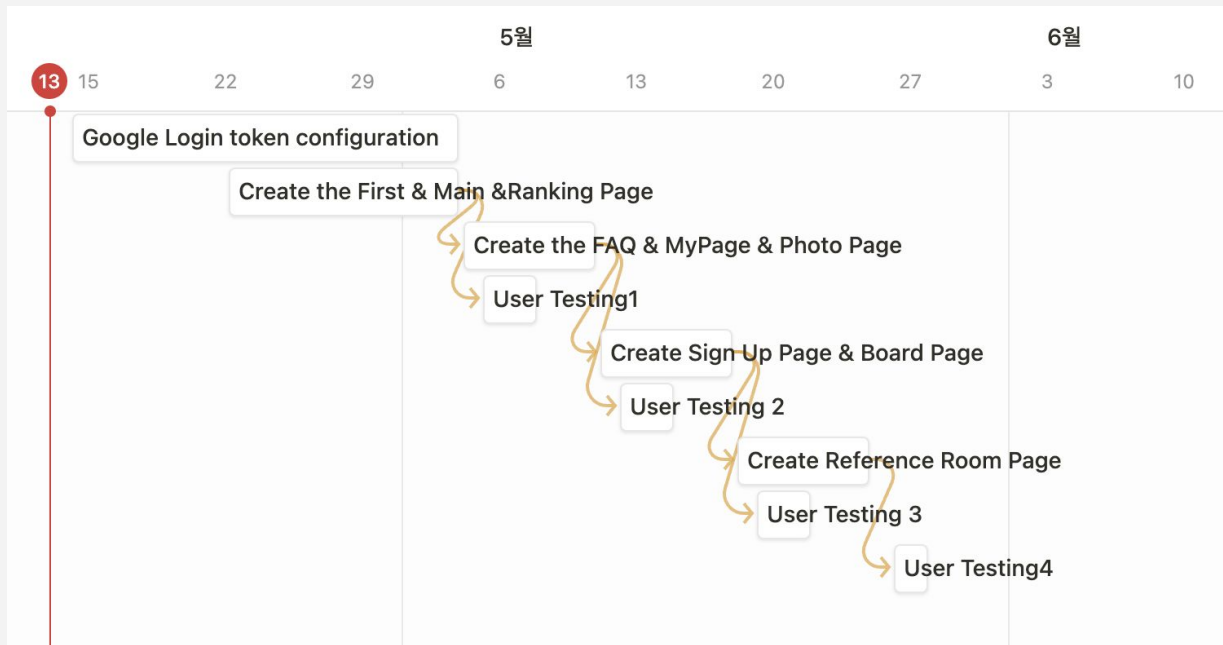 5월 6월
13 15 22 29 6 13 20 27 3 10
Google Login token configuration
Create the First & Main &Ranking Page
Create the FAQ & MyPage & Photo Page
User Testing1
Create Sign Up Page & Board Page
User Testing 2
Create Reference Room Page
User Testing 3
User Testing4